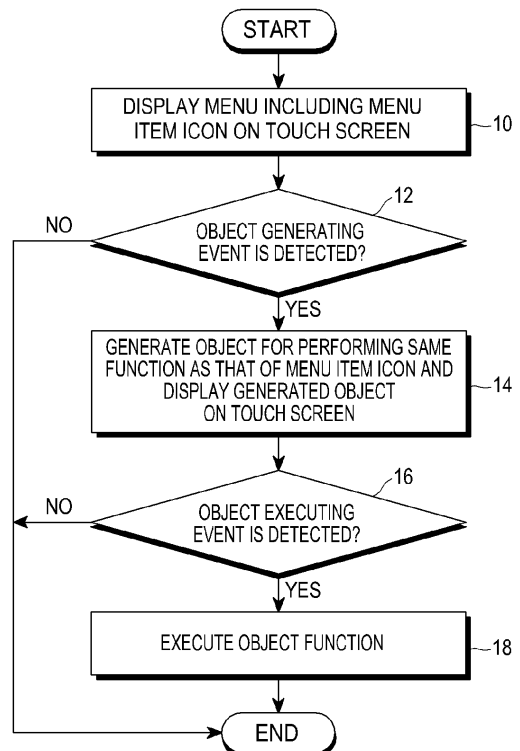 START
DISPLAY MENU INCLUDING MENU
ITEM ICON ON TOUCH SCREEN
10
12
NO
OBJECT GENERATING
EVENT IS DETECTED?
YES
GENERATE OBJECT FOR PERFORMING SAME
FUNCTION AS THAT OF MENU ITEM ICON AND
DISPLAY GENERATED OBJECT
ON TOUCH SCREEN
14
16
NO
OBJECT EXECUTING
EVENT IS DETECTED?
YES
EXECUTE OBJECT FUNCTION
18
END